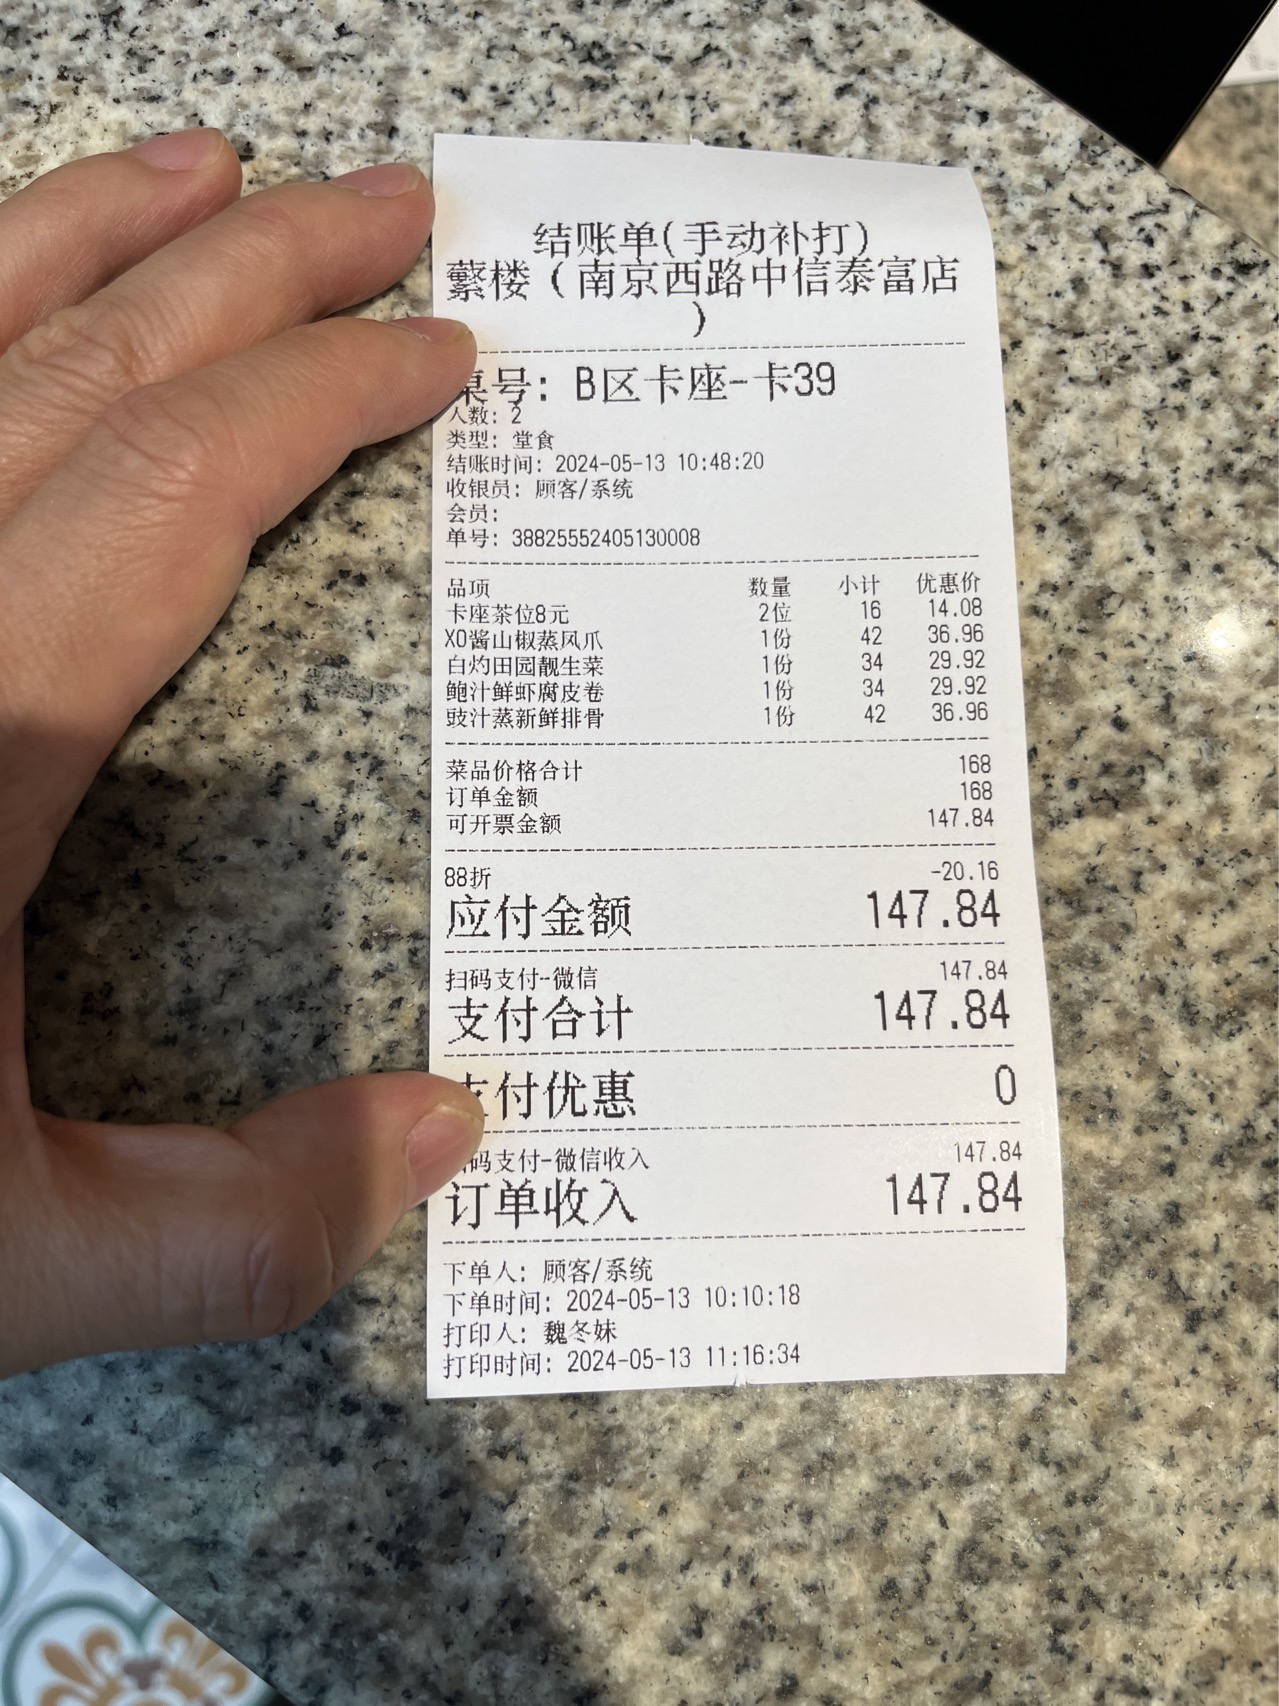 结账单(手动补打)
蘩楼(南京西路中信泰富店
)
桌号: B区卡座-卡39
人数: 2
类型: 堂食
结账时间: 2024-05-13 10:48:20
收银员: 顾客/系统
会员:
单号: 38825552405130008
品项 数量 小计 优惠价
卡座茶位8元 2位 16 14.08
XO酱山椒蒸凤爪 1份 42 36.96
白灼田园靓生菜 1份 34 29.92
鲍汁鲜虾腐皮卷 1份 34 29.92
豉汁蒸新鲜排骨 1份 42 36.96
菜品价格合计 168
订单金额 168
可开票金额 147.84
88折 -20.16
应付金额 147.84
扫码支付-微信 147.84
支付合计 147.84
支付优惠 0
扫码支付-微信收入 147.84
订单收入 147.84
下单人: 顾客/系统
下单时间: 2024-05-13 10:10:18
打印人: 魏冬妹
打印时间: 2024-05-13 11:16:34